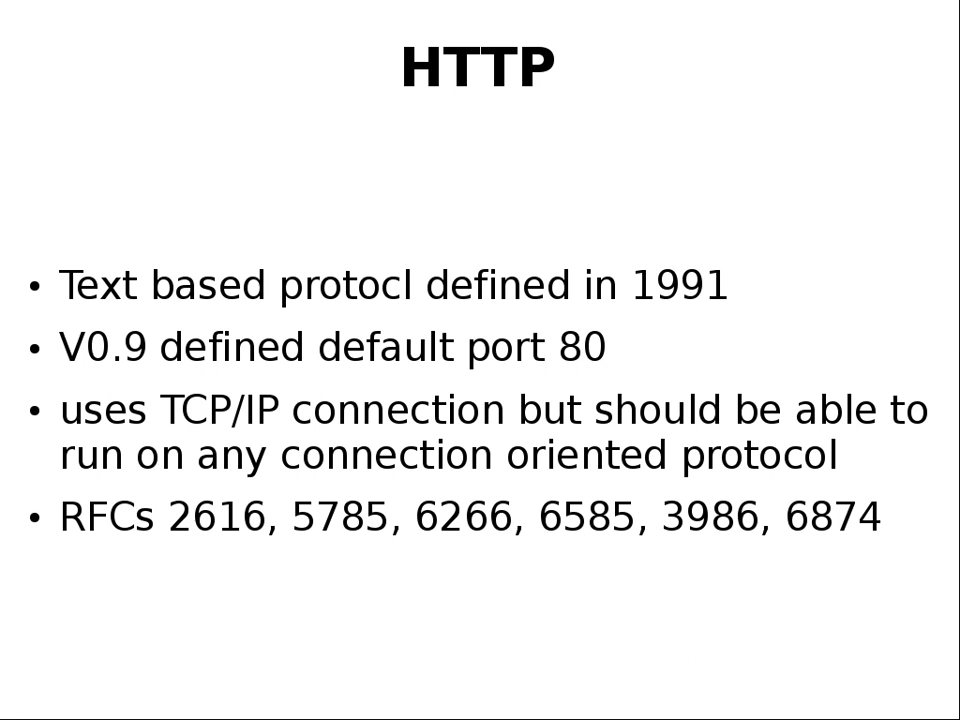 HTTP
• Text based protocl defined in 1991
• V0.9 defined default port 80
• uses TCP/IP connection but should be able to
run on any connection oriented protocol
• RFCs 2616, 5785, 6266, 6585, 3986, 6874